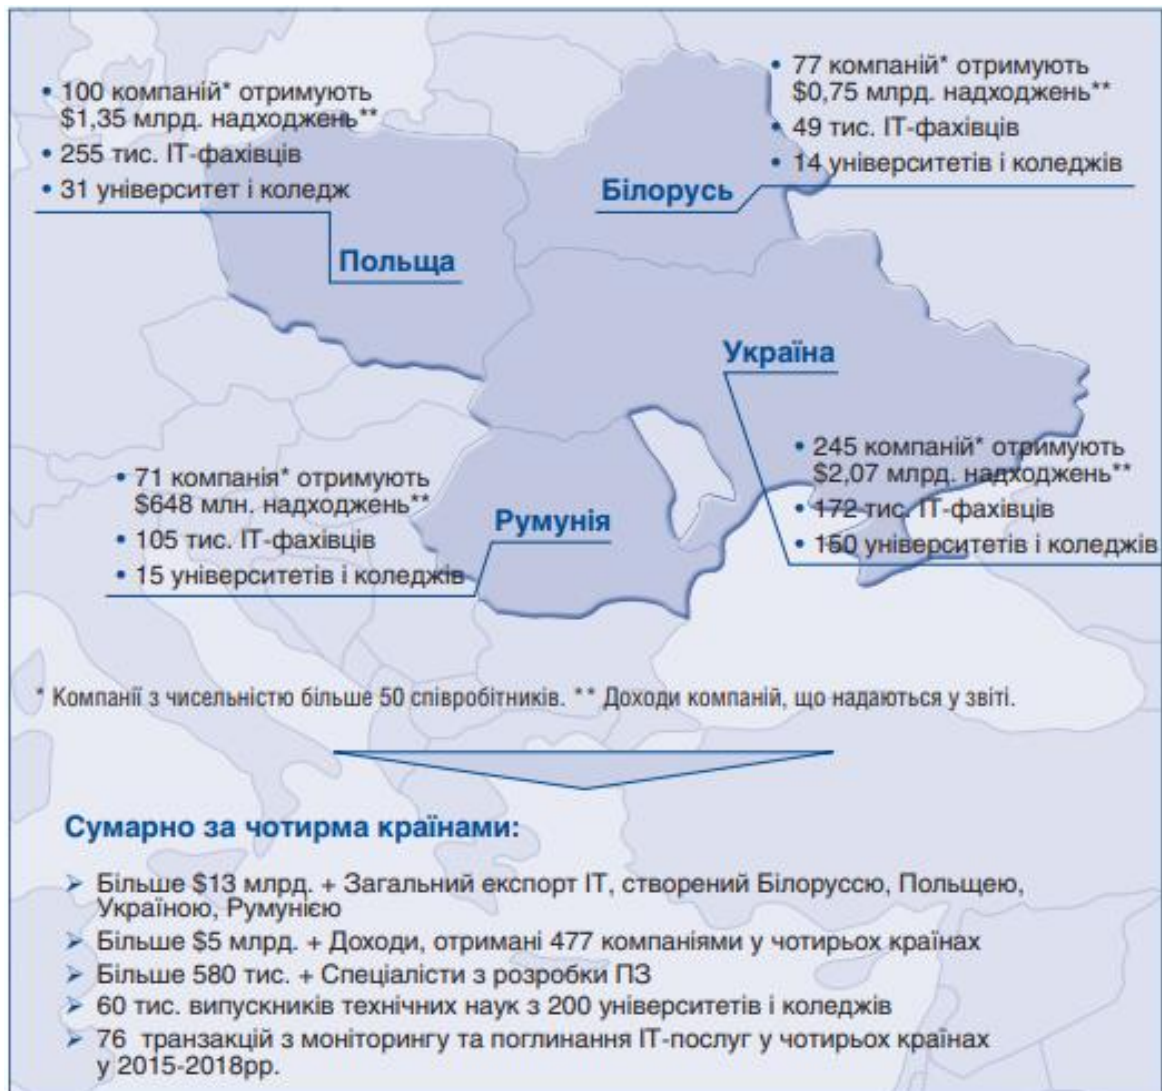 • 100 компаній* отримують
$1,35 млрд. надходжень**
• 255 тис. ІТ-фахівців
• 31 університет і коледж
Польща
• 77 компаній* отримують
$0,75 млрд. надходжень**
• 49 тис. ІТ-фахівців
• 14 університетів і коледжів
Білорусь
Україна
• 245 компаній* отримують
$2,07 млрд. надходжень**
• 172 тис. ІТ-фахівців
• 150 університетів і коледжів
• 71 компанія* отримують
$648 млн. надходжень**
• 105 тис. ІТ-фахівців
• 15 університетів і коледжів
Румунія
* Компанії з чисельністю більше 50 співробітників. ** Доходи компаній, що надаються у звіті.
Сумарно за чотирма країнами:
➢ Більше $13 млрд. + Загальний експорт ІТ, створений Білоруссю, Польщею,
Україною, Румунією
➢ Більше $5 млрд. + Доходи, отримані 477 компаніями у чотирьох країнах
➢ Більше 580 тис. + Спеціалісти з розробки ПЗ
➢ 60 тис. випускників технічних наук з 200 університетів і коледжів
➢ 76 транзакцій з моніторингу та поглинання ІТ-послуг у чотирьох країнах
у 2015-2018рр.